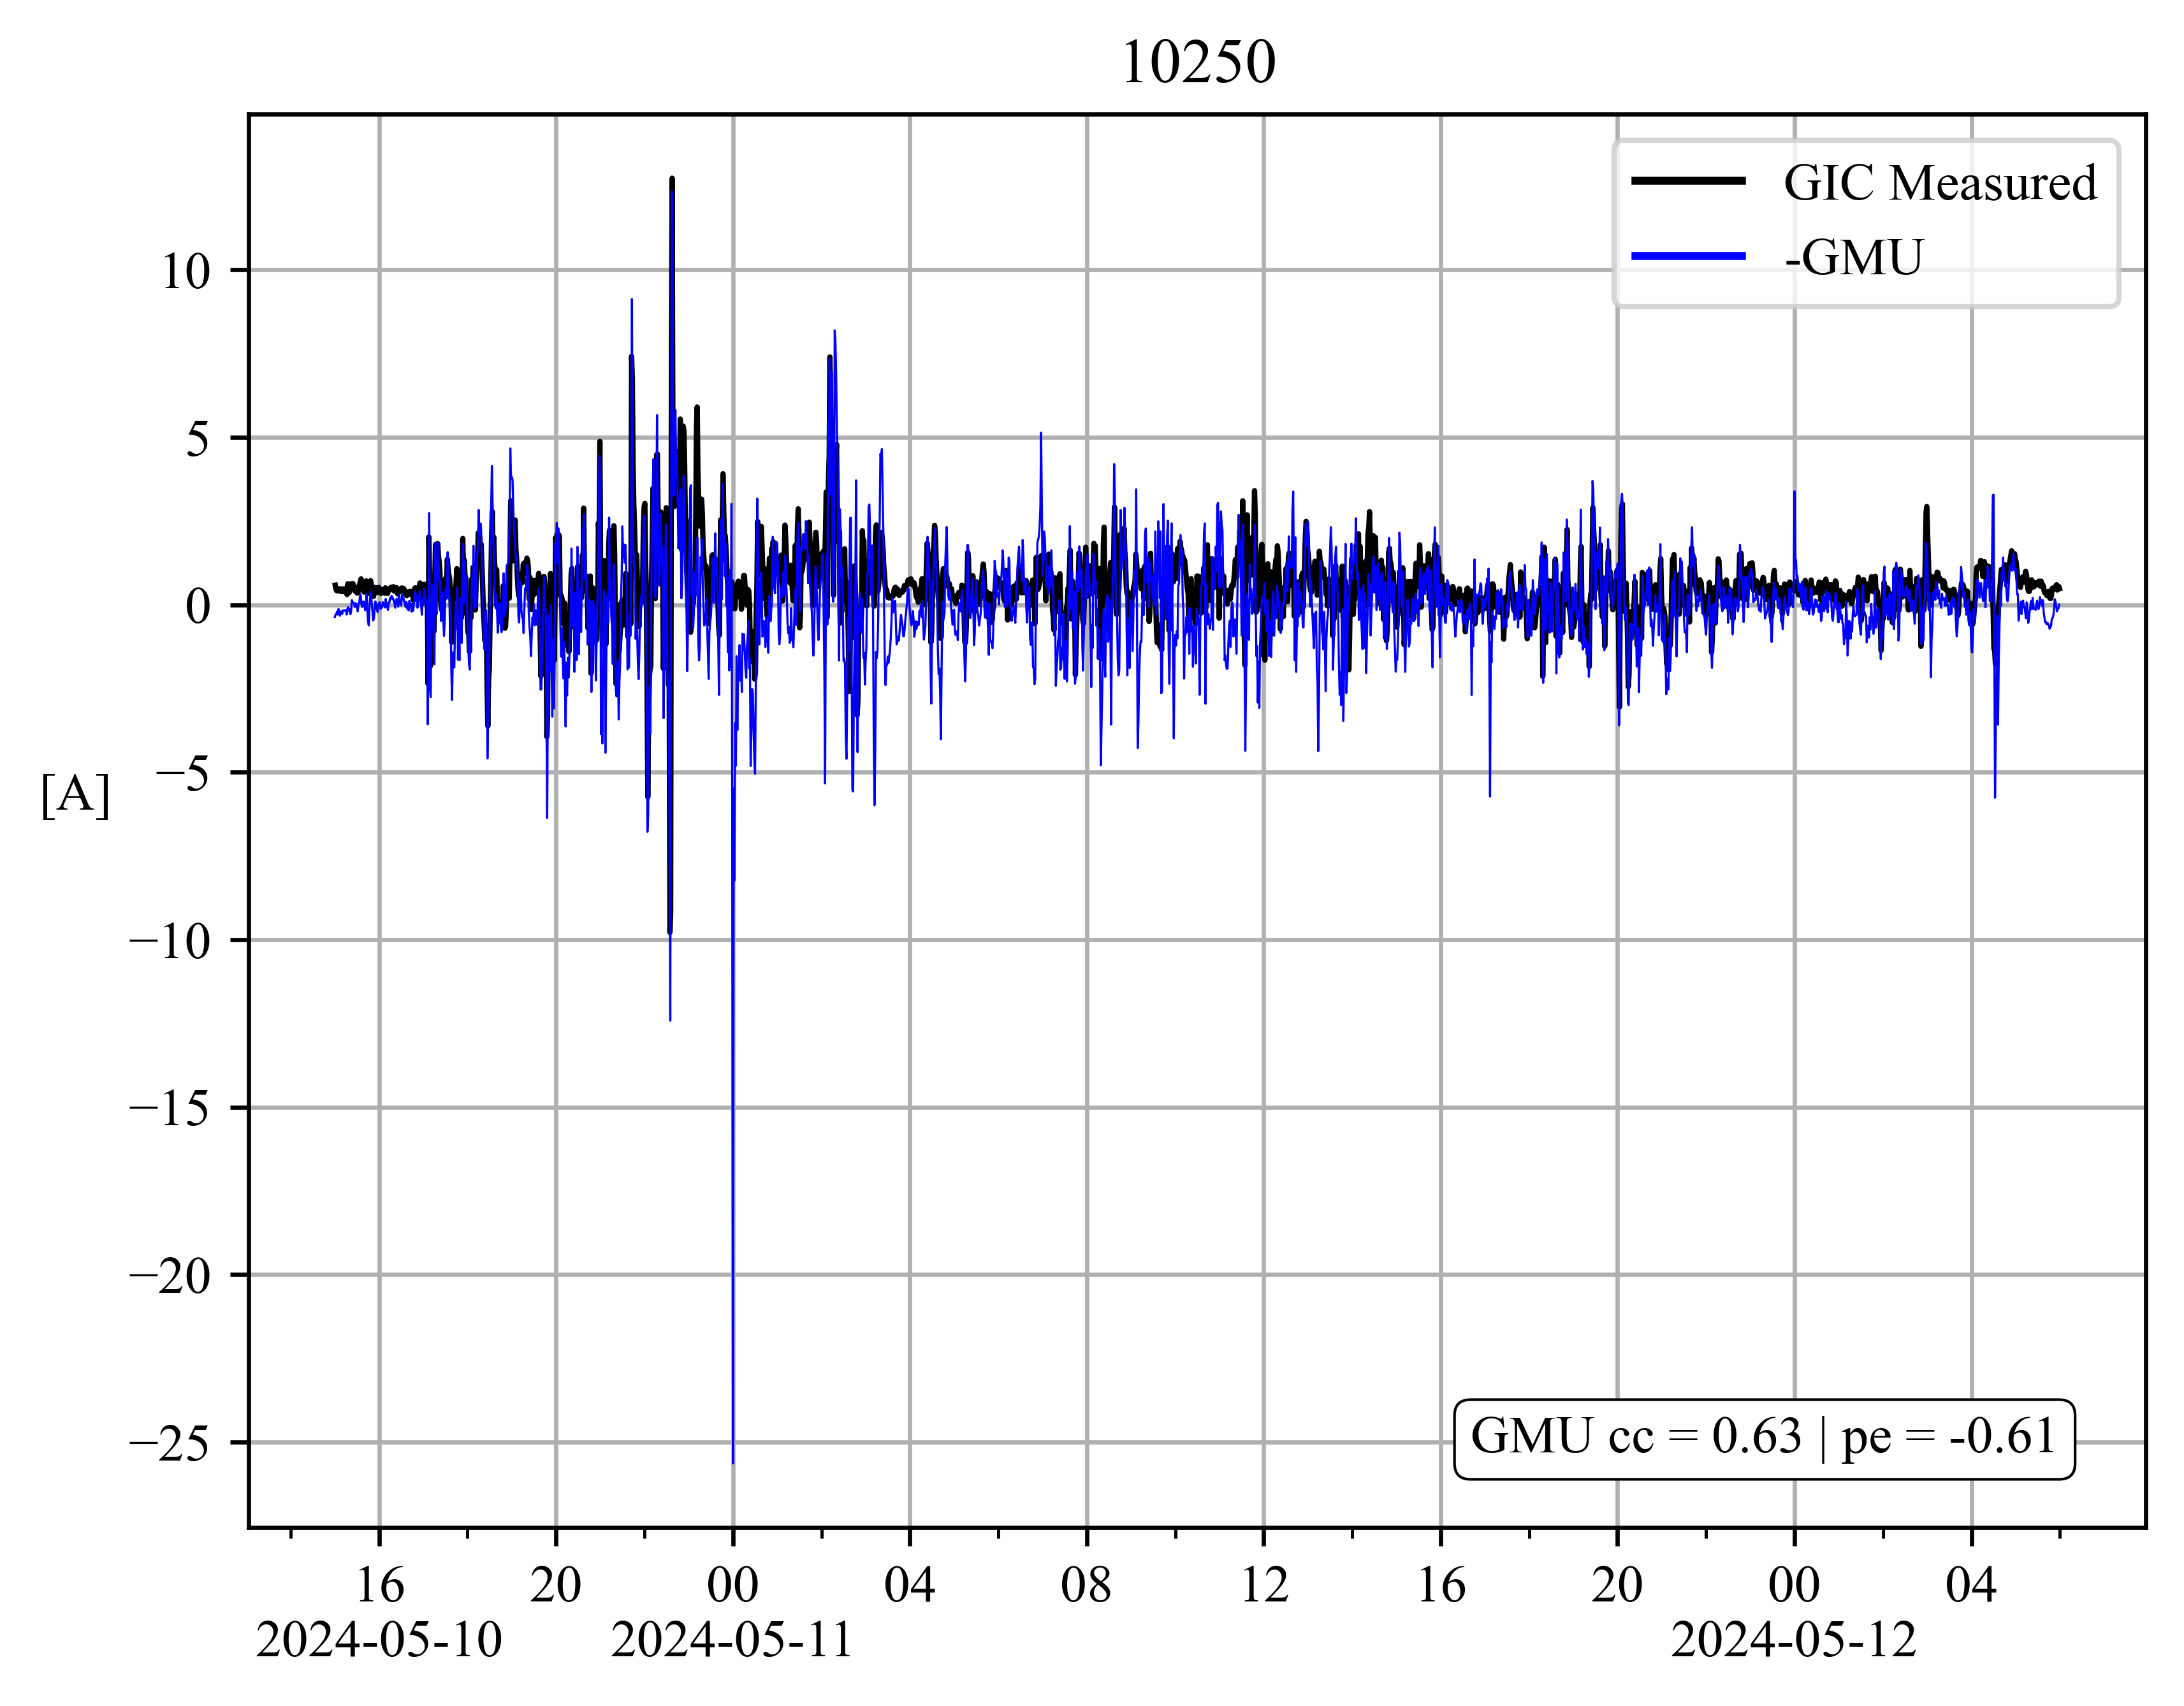 10250
GIC Measured
-GMU
10
5
0
−5
[A]
−10
−15
−20
−25
GMU cc = 0.63 | pe = -0.61
16 20 00 04 08 12 16 20 00 04
2024-05-10 2024-05-11 2024-05-12